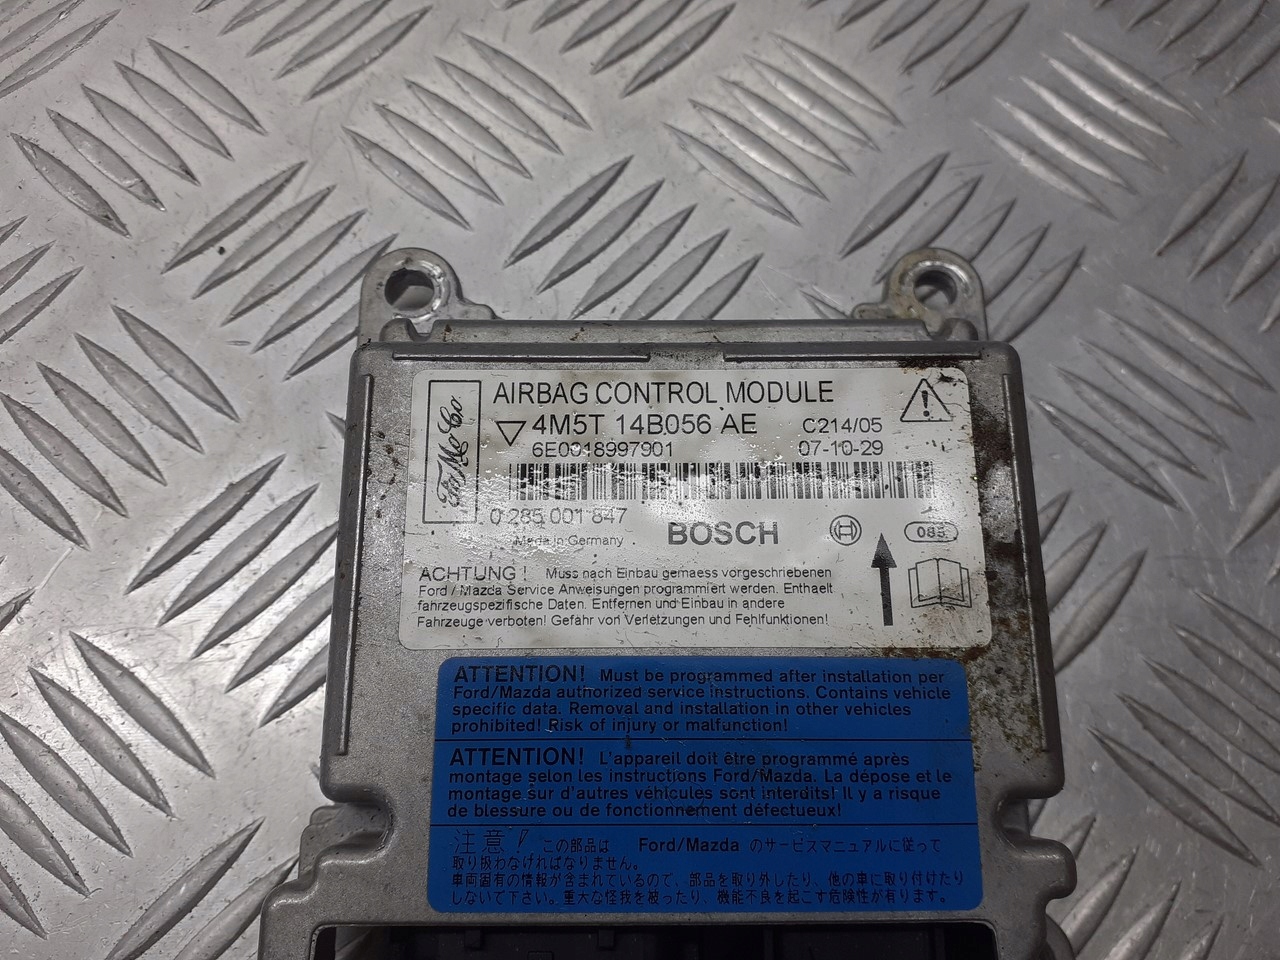 AIRBAG CONTROL MODULE
FoMoCo
4M5T 14B056 AE C214/05
6E0018997901 07-10-29
0 285 001 847
BOSCH
085
Made in Germany
ACHTUNG! Muss nach Einbau gemaess vorgeschriebenen
Ford / Mazda Service Anweisungen programmiert werden. Enthaelt
fahrzeugspezifische Daten. Entfernen und Einbau in andere
Fahrzeuge verboten! Gefahr von Verletzungen und Fehlfunktionen!
ATTENTION! Must be programmed after installation per
Ford/Mazda authorized service instructions. Contains vehicle
specific data. Removal and installation in other vehicles
prohibited! Risk of injury or malfunction!
ATTENTION! L'appareil doit être programmé après
montage selon les instructions Ford/Mazda. La dépose et le
montage sur d'autres véhicules sont interdits! Il y a risque
de blessure ou de fonctionnement défectueux!
注意! この部品は Ford/Mazda のサービスマニュアルに従って
取り扱わなければなりません。
車両固有の情報が含まれているので、部品を取り外したり、他の車に取り付けたり
しないで下さい。重大な怪我を被ったり、機能不良を起こす危険性が有ります。